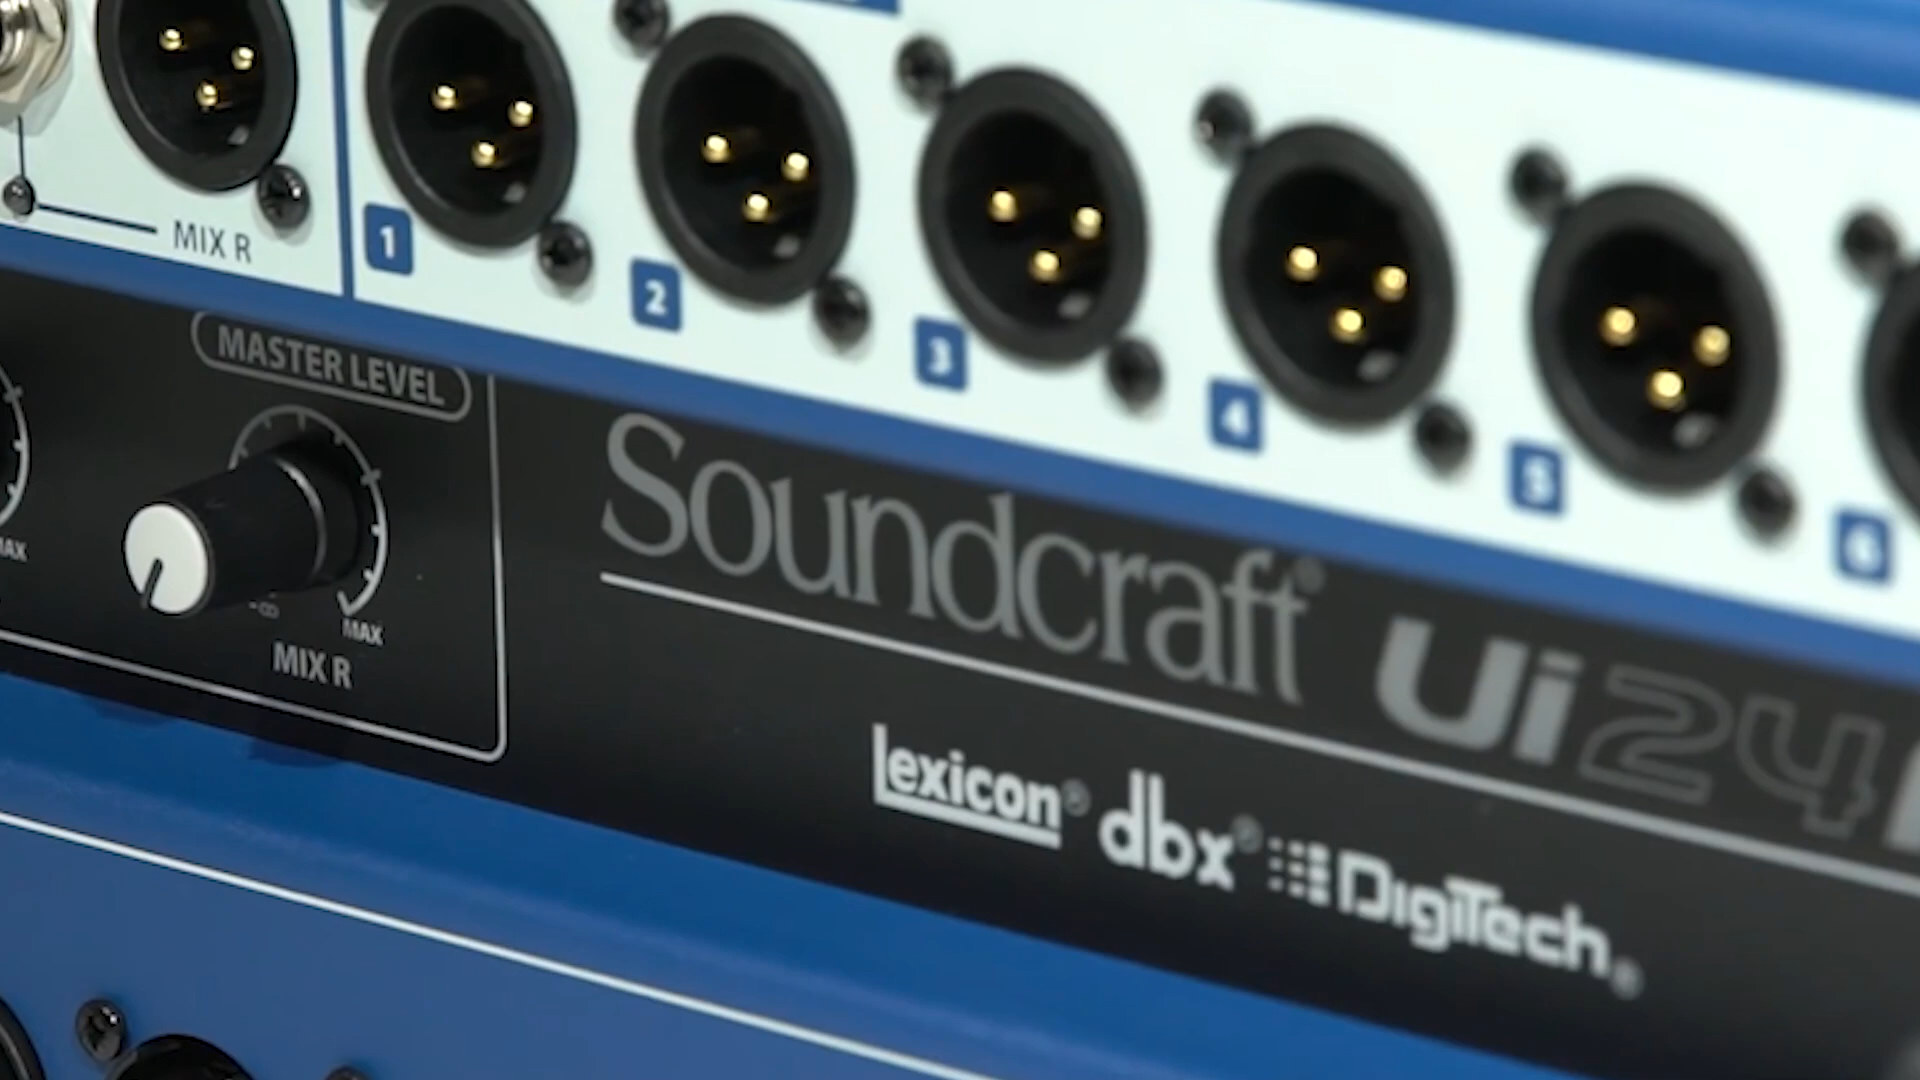 MIX R
1
2
3
4
5
6
MASTER LEVEL
MAX
-∞ MAX
MIX R
Soundcraft® Ui24
lexicon® dbx® DigiTech®